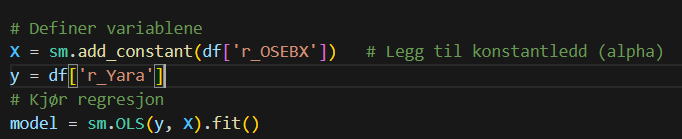 # Definer variablene
X = sm.add_constant(df['r_OSEBX'])   # Legg til konstantledd (alpha)
y = df['r_Yara']
# Kjør regresjon
model = sm.OLS(y, X).fit()